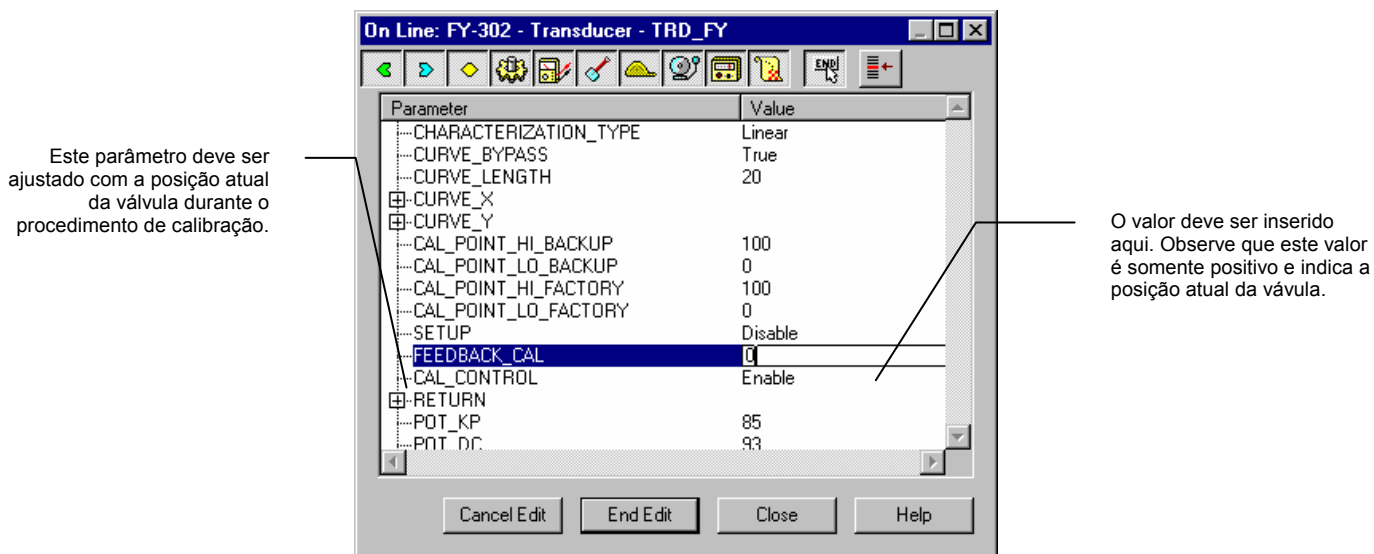 On Line: FY-302 - Transducer - TRD_FY
END
Parameter Value
CHARACTERIZATION_TYPE Linear
CURVE_BYPASS True
CURVE_LENGTH 20
CURVE_X
CURVE_Y
CAL_POINT_HI_BACKUP 100
CAL_POINT_LO_BACKUP 0
CAL_POINT_HI_FACTORY 100
CAL_POINT_LO_FACTORY 0
SETUP Disable
FEEDBACK_CAL 0
CAL_CONTROL Enable
RETURN
POT_KP 85
POT_DC 93
Cancel Edit End Edit Close Help
Este parâmetro deve ser
ajustado com a posição atual
da válvula durante o
procedimento de calibração.
O valor deve ser inserido
aqui. Observe que este valor
é somente positivo e indica a
posição atual da vávula.